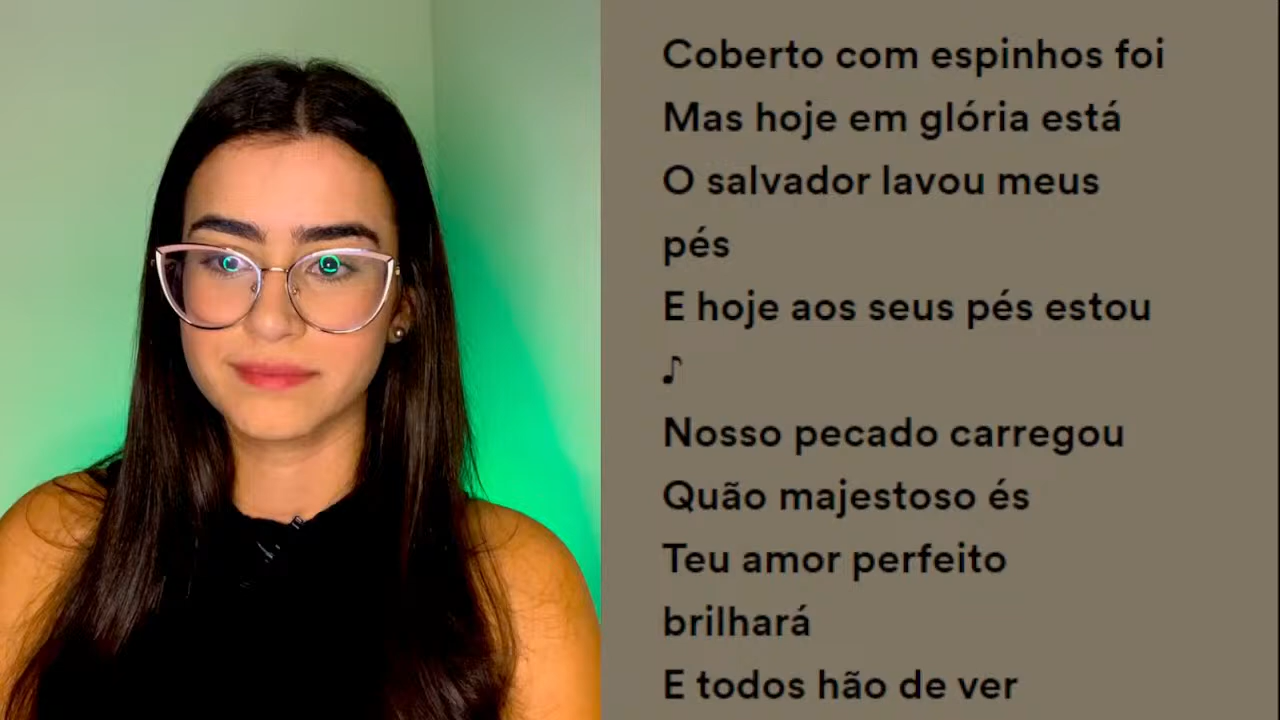 Coberto com espinhos foi
Mas hoje em glória está
O salvador lavou meus
pés
E hoje aos seus pés estou
♪
Nosso pecado carregou
Quão majestoso és
Teu amor perfeito
brilhará
E todos hão de ver